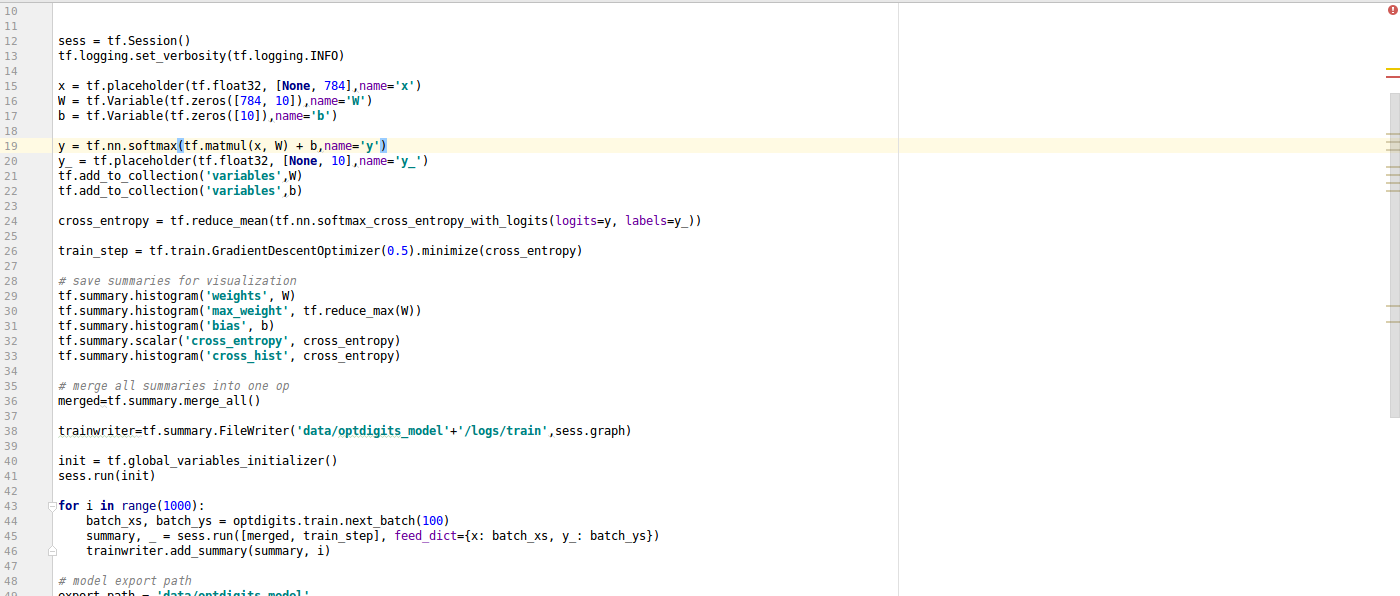 10
11
12 sess = tf.Session()
13 tf.logging.set_verbosity(tf.logging.INFO)
14
15 x = tf.placeholder(tf.float32, [None, 784],name='x')
16 W = tf.Variable(tf.zeros([784, 10]),name='W')
17 b = tf.Variable(tf.zeros([10]),name='b')
18
19 y = tf.nn.softmax(tf.matmul(x, W) + b,name='y')
20 y_ = tf.placeholder(tf.float32, [None, 10],name='y_')
21 tf.add_to_collection('variables',W)
22 tf.add_to_collection('variables',b)
23
24 cross_entropy = tf.reduce_mean(tf.nn.softmax_cross_entropy_with_logits(logits=y, labels=y_))
25
26 train_step = tf.train.GradientDescentOptimizer(0.5).minimize(cross_entropy)
27
28 # save summaries for visualization
29 tf.summary.histogram('weights', W)
30 tf.summary.histogram('max_weight', tf.reduce_max(W))
31 tf.summary.histogram('bias', b)
32 tf.summary.scalar('cross_entropy', cross_entropy)
33 tf.summary.histogram('cross_hist', cross_entropy)
34
35 # merge all summaries into one op
36 merged=tf.summary.merge_all()
37
38 trainwriter=tf.summary.FileWriter('data/optdigits_model'+'/logs/train',sess.graph)
39
40 init = tf.global_variables_initializer()
41 sess.run(init)
42
43 for i in range(1000):
44     batch_xs, batch_ys = optdigits.train.next_batch(100)
45     summary, _ = sess.run([merged, train_step], feed_dict={x: batch_xs, y_: batch_ys})
46     trainwriter.add_summary(summary, i)
47
48 # model export path
49 export_path = 'data/optdigits_model'